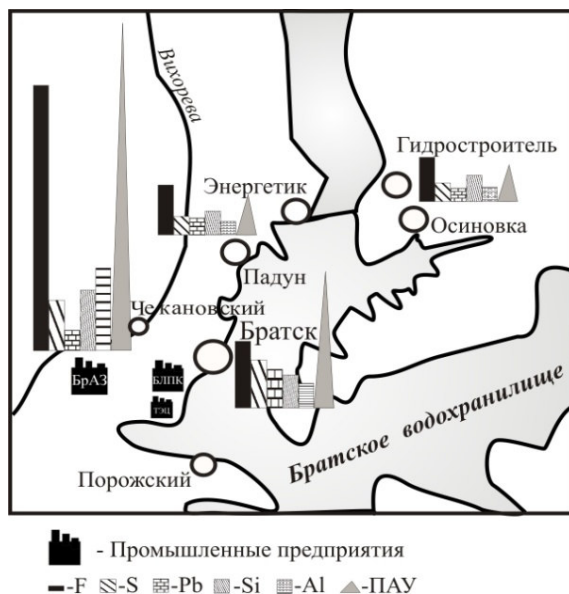 Вихорева
Гидростроитель
Энергетик
Осиновка
Падун
Чекановский
Братск
БрАЗ
БЛПК
ТЭЦ
Братское водохранилище
Порожский
- Промышленные предприятия
-F -S -Pb -Si -Al -ПАУ